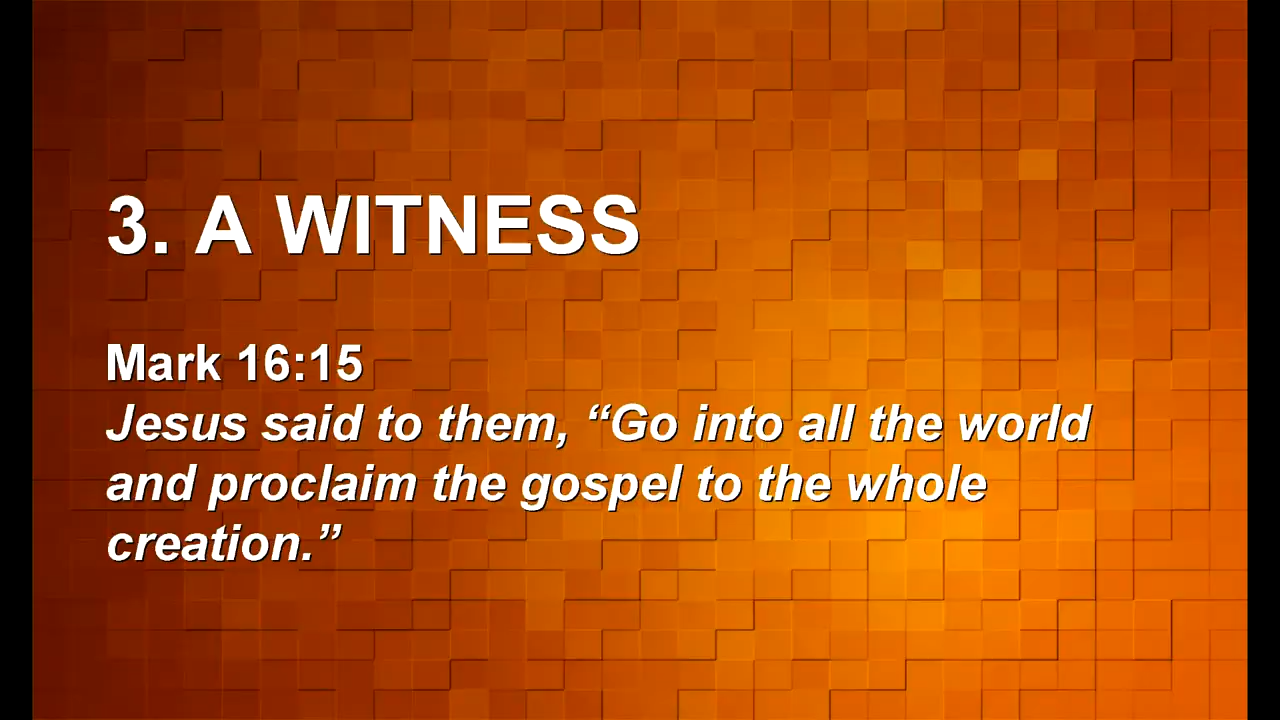 3. A WITNESS
Mark 16:15
Jesus said to them, “Go into all the world
and proclaim the gospel to the whole
creation.”